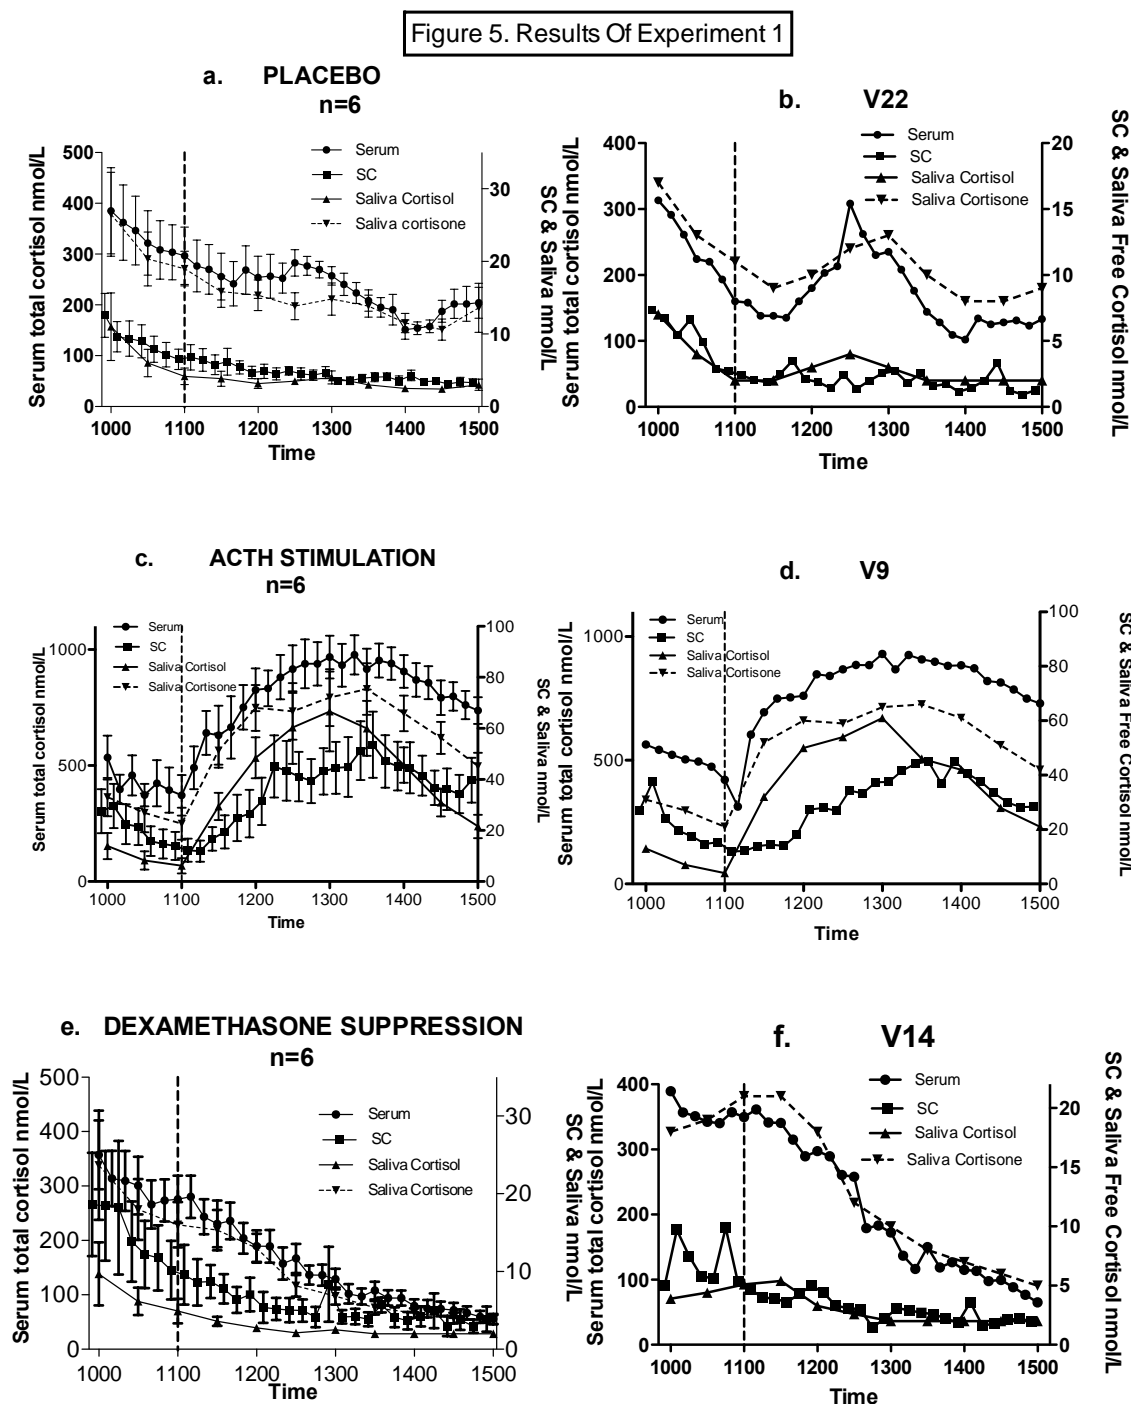 Figure 5. Results Of Experiment 1
a. PLACEBO
n=6
Serum
SC
Saliva Cortisol
Saliva cortisone
Serum total cortisol nmol/L
500
400
300
200
100
0
SC & Saliva nmol/L
30
20
10
0
1000 1100 1200 1300 1400 1500
Time
b. V22
Serum
SC
Saliva Cortisol
Saliva Cortisone
Serum total cortisol nmol/L
400
300
200
100
0
SC & Saliva Free Cortisol nmol/L
20
15
10
5
0
1000 1100 1200 1300 1400 1500
Time
c. ACTH STIMULATION
n=6
Serum
SC
Saliva Cortisol
Saliva Cortisone
Serum total cortisol nmol/L
1000
500
0
SC & Saliva nmol/L
100
80
60
40
20
0
1000 1100 1200 1300 1400 1500
Time
d. V9
Serum
SC
Saliva Cortisol
Saliva Cortisone
Serum total cortisol nmol/L
1000
500
0
SC & Saliva Free Cortisol nmol/L
100
80
60
40
20
0
1000 1100 1200 1300 1400 1500
Time
e. DEXAMETHASONE SUPPRESSION
n=6
Serum
SC
Saliva Cortisol
Saliva Cortisone
Serum total cortisol nmol/L
500
400
300
200
100
0
SC & Saliva nmol/L
30
20
10
0
1000 1100 1200 1300 1400 1500
Time
f. V14
Serum
SC
Saliva Cortisol
Saliva Cortisone
Serum total cortisol nmol/L
400
300
200
100
0
SC & Saliva Free Cortisol nmol/L
20
15
10
5
0
1000 1100 1200 1300 1400 1500
Time